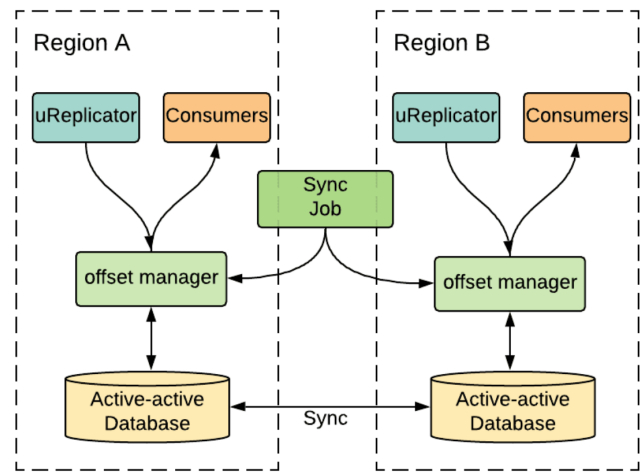 Region A
Region B
uReplicator
Consumers
uReplicator
Consumers
Sync
Job
offset manager
offset manager
Active-active
Database
Sync
Active-active
Database